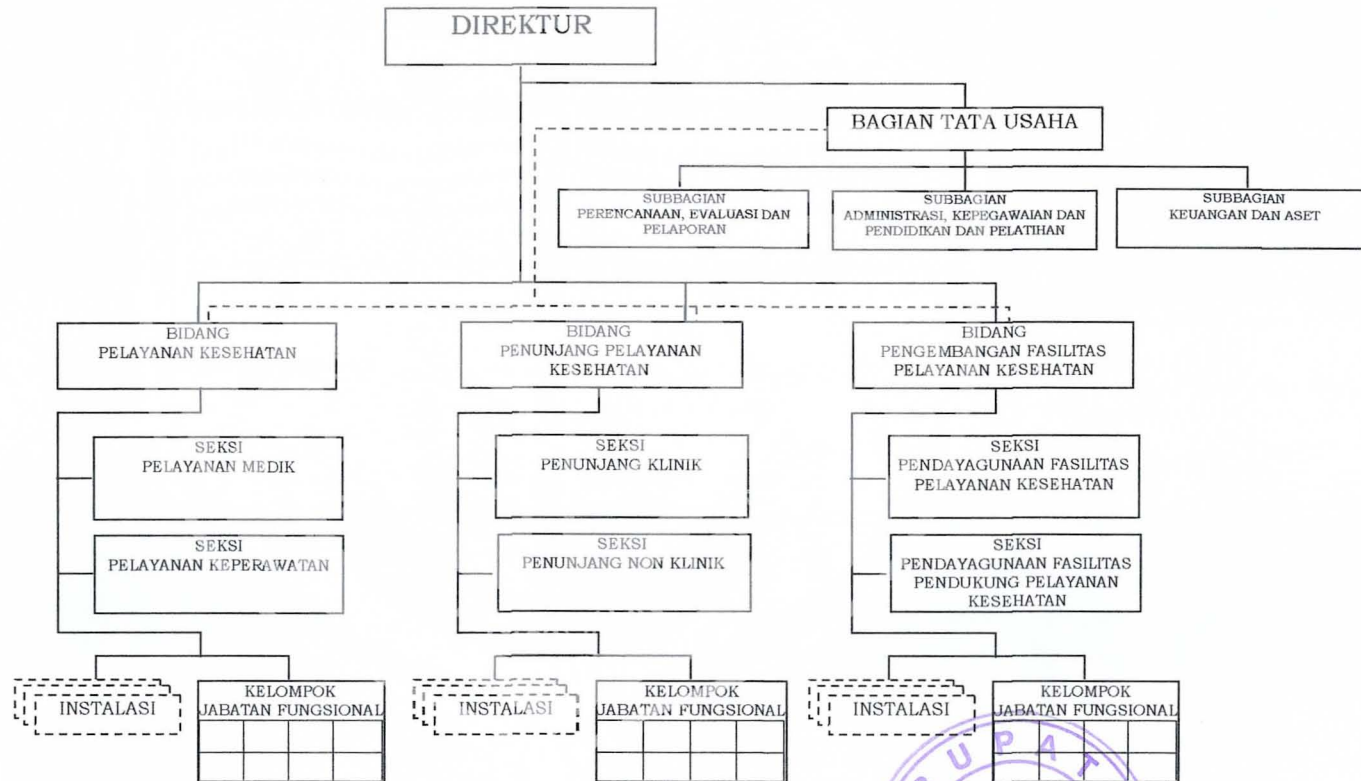 DIREKTUR
BAGIAN TATA USAHA
SUBBAGIAN
PERENCANAAN, EVALUASI DAN
PELAPORAN
SUBBAGIAN
ADMINISTRASI, KEPEGAWAIAN DAN
PENDIDIKAN DAN PELATIHAN
SUBBAGIAN
KEUANGAN DAN ASET
BIDANG
PELAYANAN KESEHATAN
BIDANG
PENUNJANG PELAYANAN
KESEHATAN
BIDANG
PENGEMBANGAN FASILITAS
PELAYANAN KESEHATAN
SEKSI
PELAYANAN MEDIK
SEKSI
PENUNJANG KLINIK
SEKSI
PENDAYAGUNAAN FASILITAS
PELAYANAN KESEHATAN
SEKSI
PELAYANAN KEPERAWATAN
SEKSI
PENUNJANG NON KLINIK
SEKSI
PENDAYAGUNAAN FASILITAS
PENDUKUNG PELAYANAN
KESEHATAN
INSTALASI
KELOMPOK
JABATAN FUNGSIONAL
INSTALASI
KELOMPOK
JABATAN FUNGSIONAL
INSTALASI
KELOMPOK
JABATAN FUNGSIONAL
UPAT